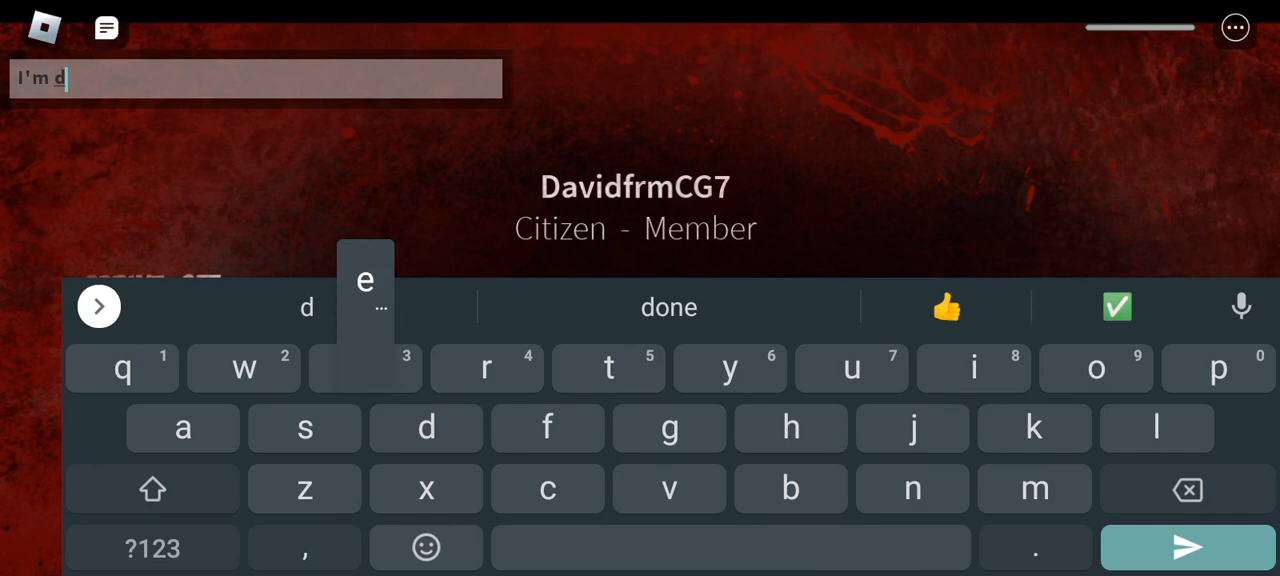 I'm d
DavidfrmCG7
Citizen - Member
e
...
d
done
q 1 w 2 3 r 4 t 5 y 6 u 7 i 8 o 9 p 0
a s d f g h j k l
z x c v b n m
?123 , .